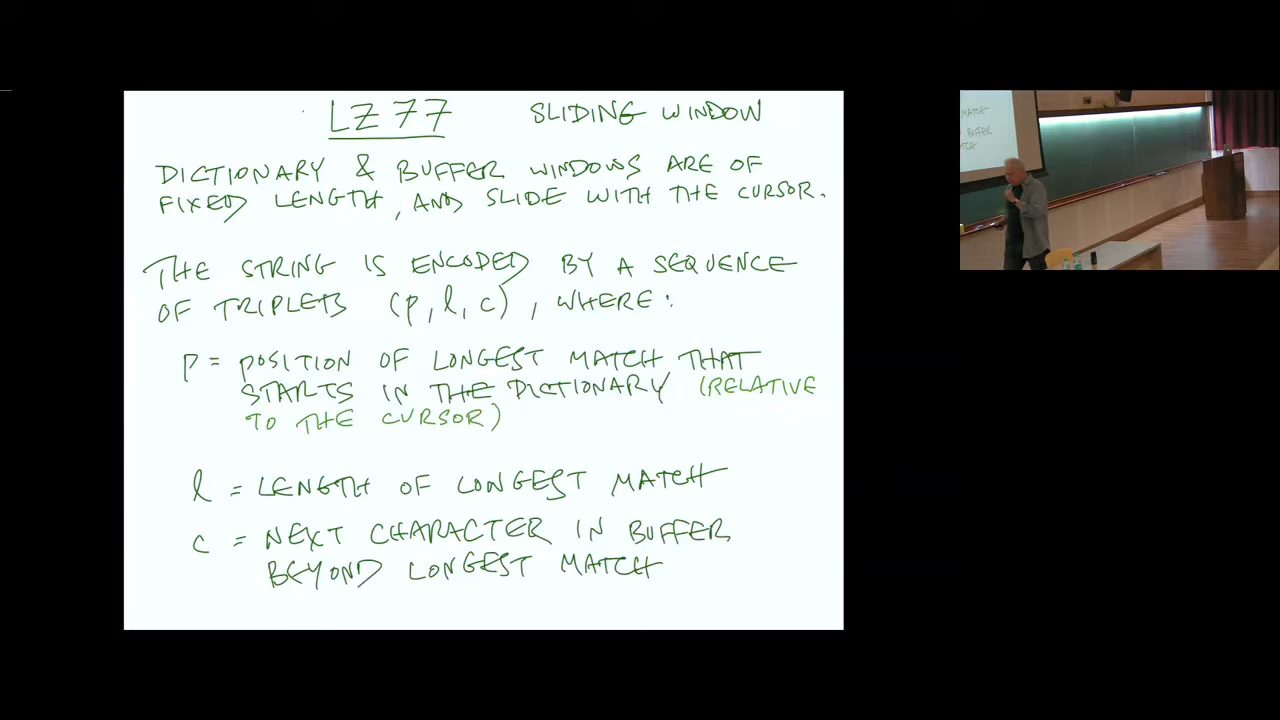 LZ77 SLIDING WINDOW
DICTIONARY & BUFFER WINDOWS ARE OF
FIXED LENGTH, AND SLIDE WITH THE CURSOR.
THE STRING IS ENCODED BY A SEQUENCE
OF TRIPLETS (p, l, c), WHERE:
p = POSITION OF LONGEST MATCH THAT
STARTS IN THE DICTIONARY (RELATIVE
TO THE CURSOR)
l = LENGTH OF LONGEST MATCH
c = NEXT CHARACTER IN BUFFER
BEYOND LONGEST MATCH
MATCH
BUFFER